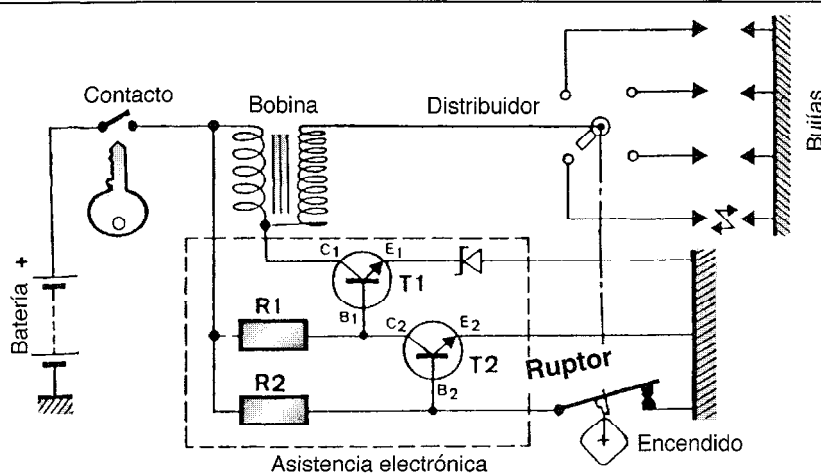 Contacto
Bobina
Distribuidor
Bujías
Batería +
C1
E1
T1
B1
R1
C2
E2
T2
B2
R2
Ruptor
Encendido
Asistencia electrónica